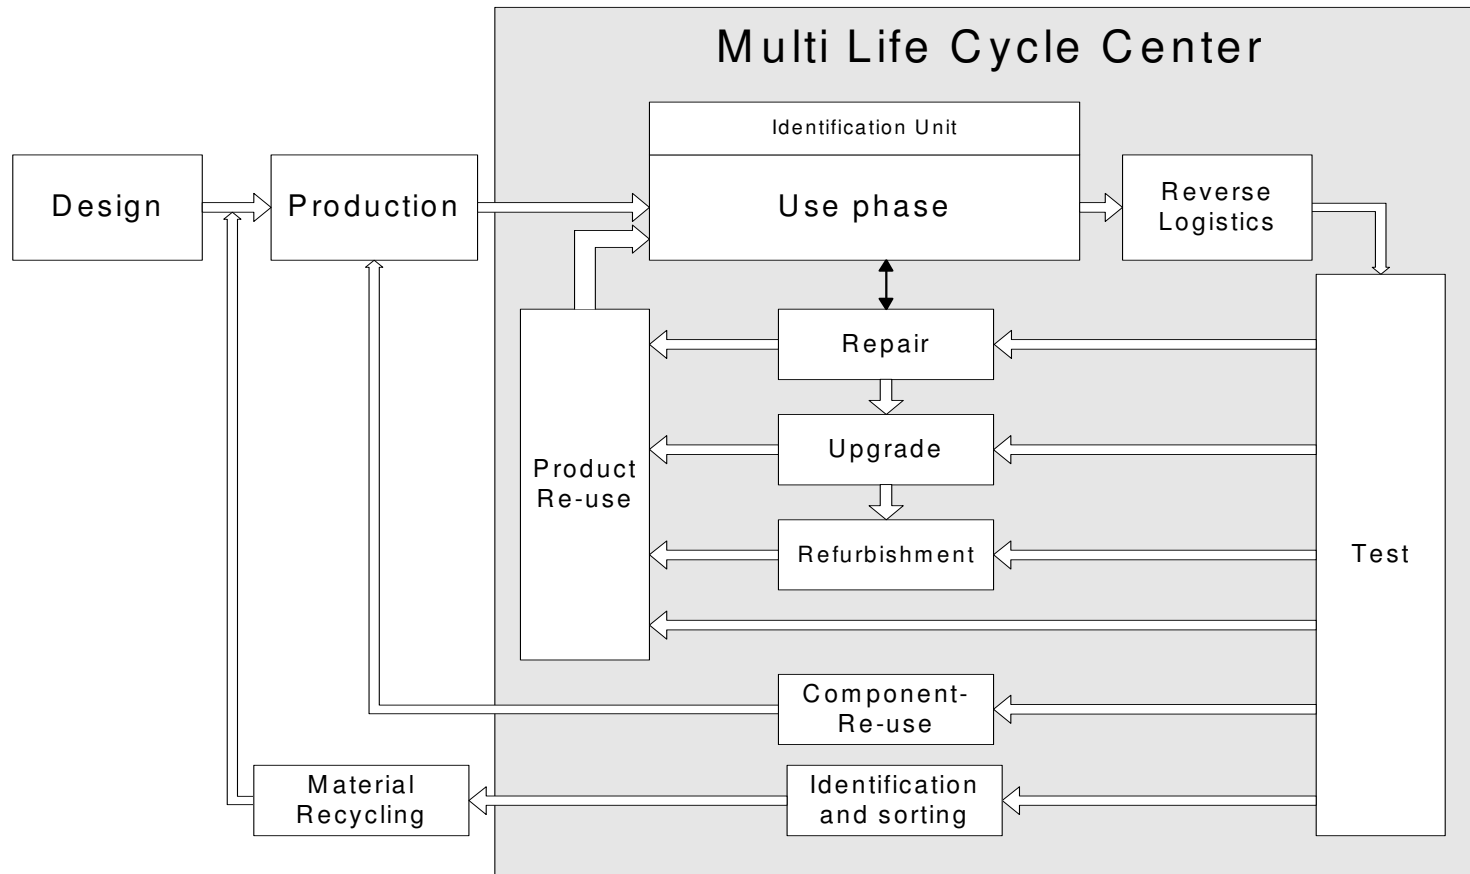 Multi Life Cycle Center
Identification Unit
Design
Production
Use phase
Reverse
Logistics
Repair
Upgrade
Product
Re-use
Refurbishment
Test
Component-
Re-use
Material
Recycling
Identification
and sorting